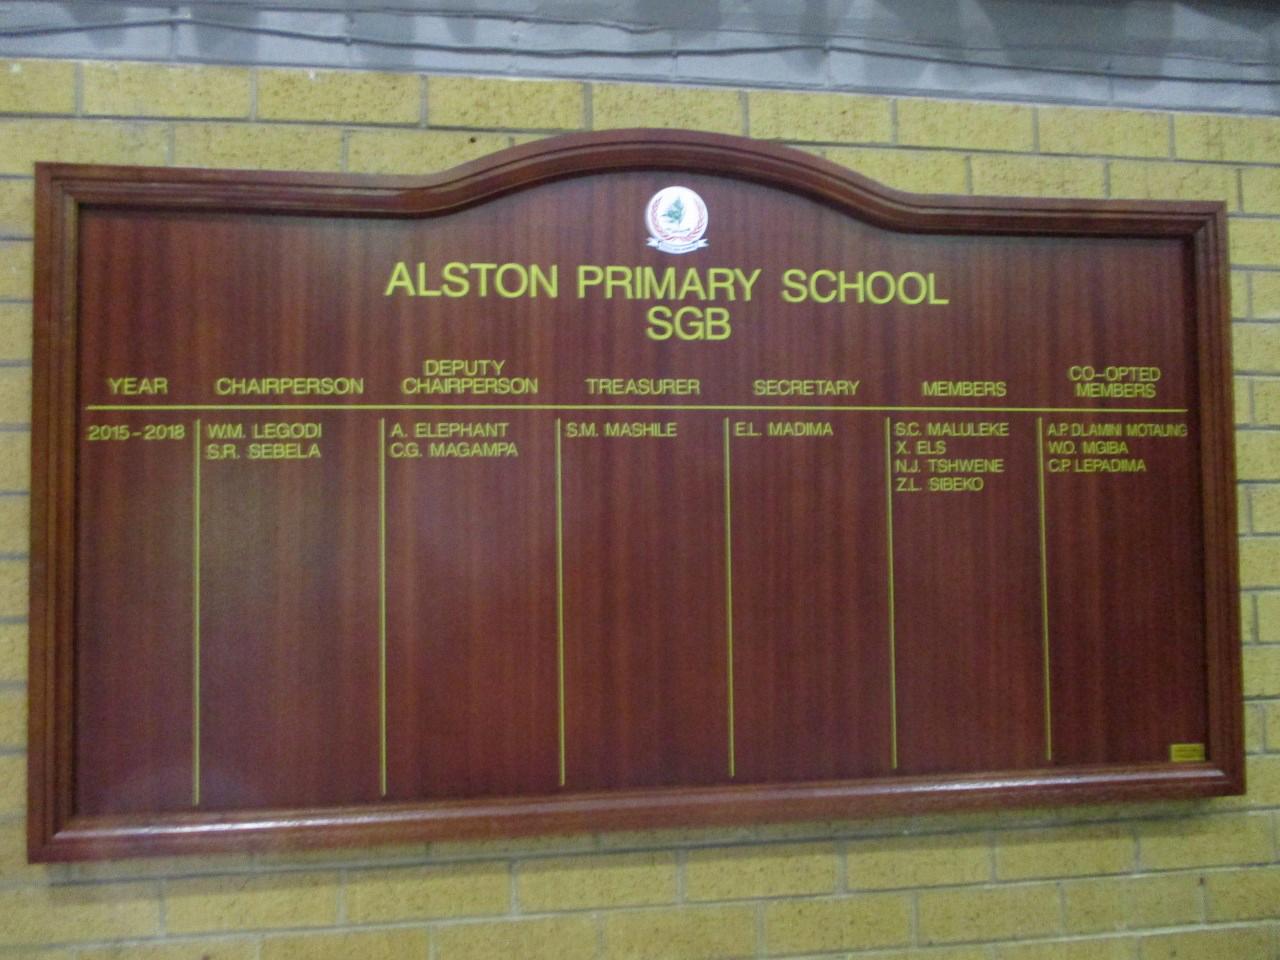 ALSTON PRIMARY SCHOOL
SGB
YEAR
CHAIRPERSON
DEPUTY
CHAIRPERSON
TREASURER
SECRETARY
MEMBERS
CO-OPTED
MEMBERS
2015-2018
W.M. LEGODI
S.R. SEBELA
A. ELEPHANT
C.G. MAGAMPA
S.M. MASHILE
E.L. MADIMA
S.C. MALULEKE
X. ELS
N.J. TSHWENE
Z.L. SIBEKO
A.P. DLAMINI MOTAUNG
W.O. MGIBA
C.P. LEPADIMA